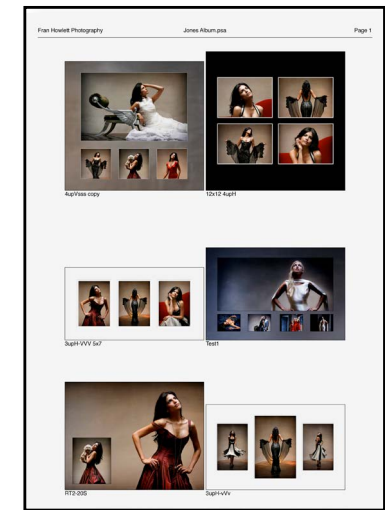 Fran Howlett Photography Jones Album.psa Page 1
4upVsss copy 12x12 4upH
3upH-VVV 5x7 Test1
RT2-20S 3upH-vVv